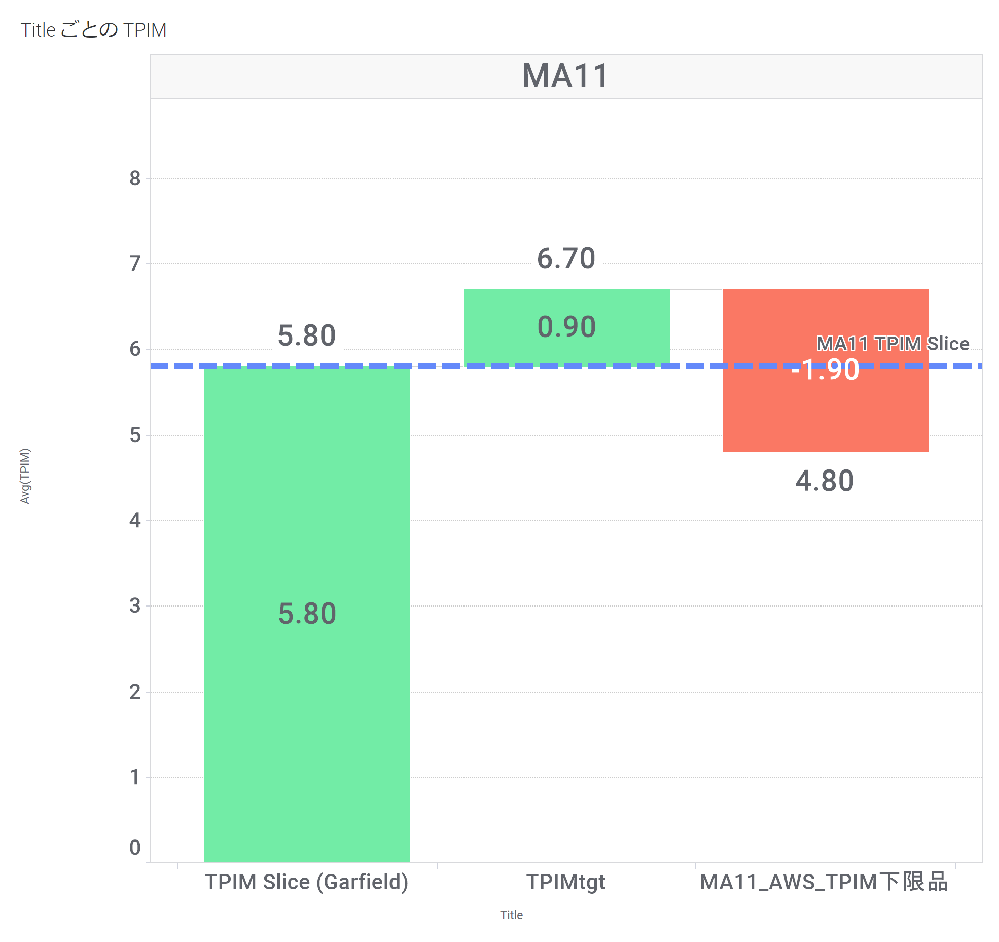 Title ごとの TPIM
MA11
8
7
6
5
4
3
2
1
0
Avg(TPIM)
5.80
5.80
6.70
0.90
MA11 TPIM Slice
-1.90
4.80
TPIM Slice (Garfield)
TPIMtgt
MA11_AWS_TPIM下限品
Title